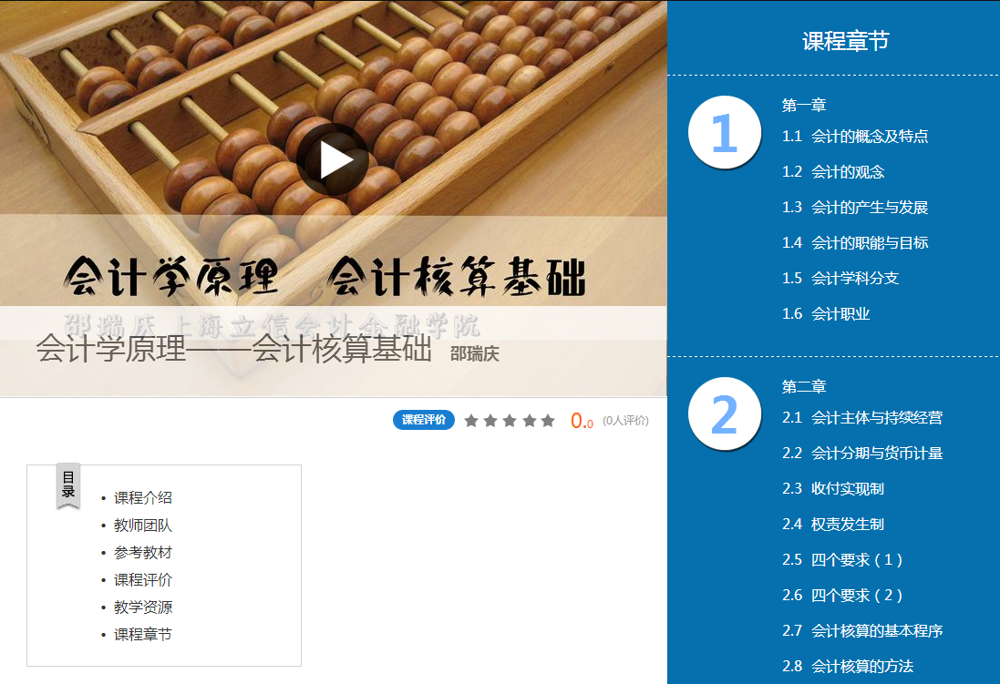 会计学原理 会计核算基础
邵瑞庆 上海立信会计金融学院
会计学原理——会计核算基础 邵瑞庆
课程评价 0.0 (0人评价)
目录
• 课程介绍
• 教师团队
• 参考教材
• 课程评价
• 教学资源
• 课程章节
课程章节
1
第一章
1.1 会计的概念及特点
1.2 会计的观念
1.3 会计的产生与发展
1.4 会计的职能与目标
1.5 会计学科分支
1.6 会计职业
2
第二章
2.1 会计主体与持续经营
2.2 会计分期与货币计量
2.3 收付实现制
2.4 权责发生制
2.5 四个要求（1）
2.6 四个要求（2）
2.7 会计核算的基本程序
2.8 会计核算的方法